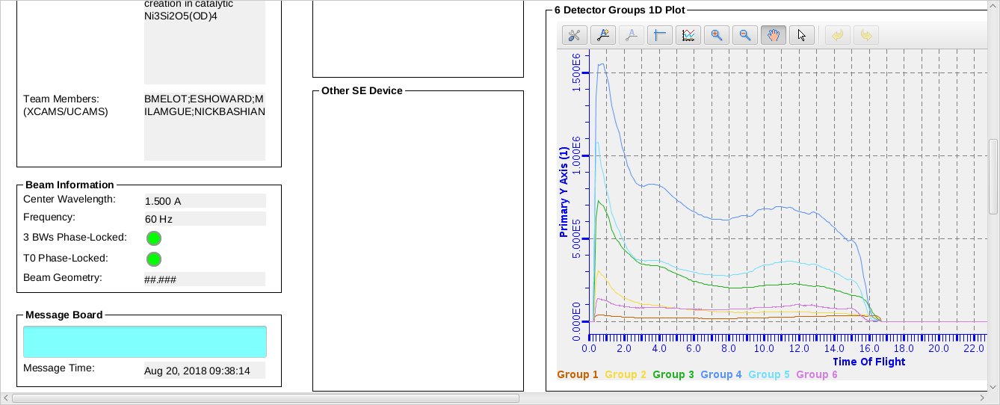 creation in catalytic
Ni3Si2O5(OD)4
Team Members:
(XCAMS/UCAMS)
BMELOT;ESHOWARD;M
ILAMGUE;NICKBASHIAN
Beam Information
Center Wavelength:
1.500 A
Frequency:
60 Hz
3 BWs Phase-Locked:
T0 Phase-Locked:
Beam Geometry:
##.###
Message Board
Message Time:
Aug 20, 2018 09:38:14
Other SE Device
6 Detector Groups 1D Plot
Primary Y Axis (1)
1.500E6
1.000E6
5.000E5
0.000E0
0.0 2.0 4.0 6.0 8.0 10.0 12.0 14.0 16.0 18.0 20.0 22.0
Time Of Flight
Group 1 Group 2 Group 3 Group 4 Group 5 Group 6